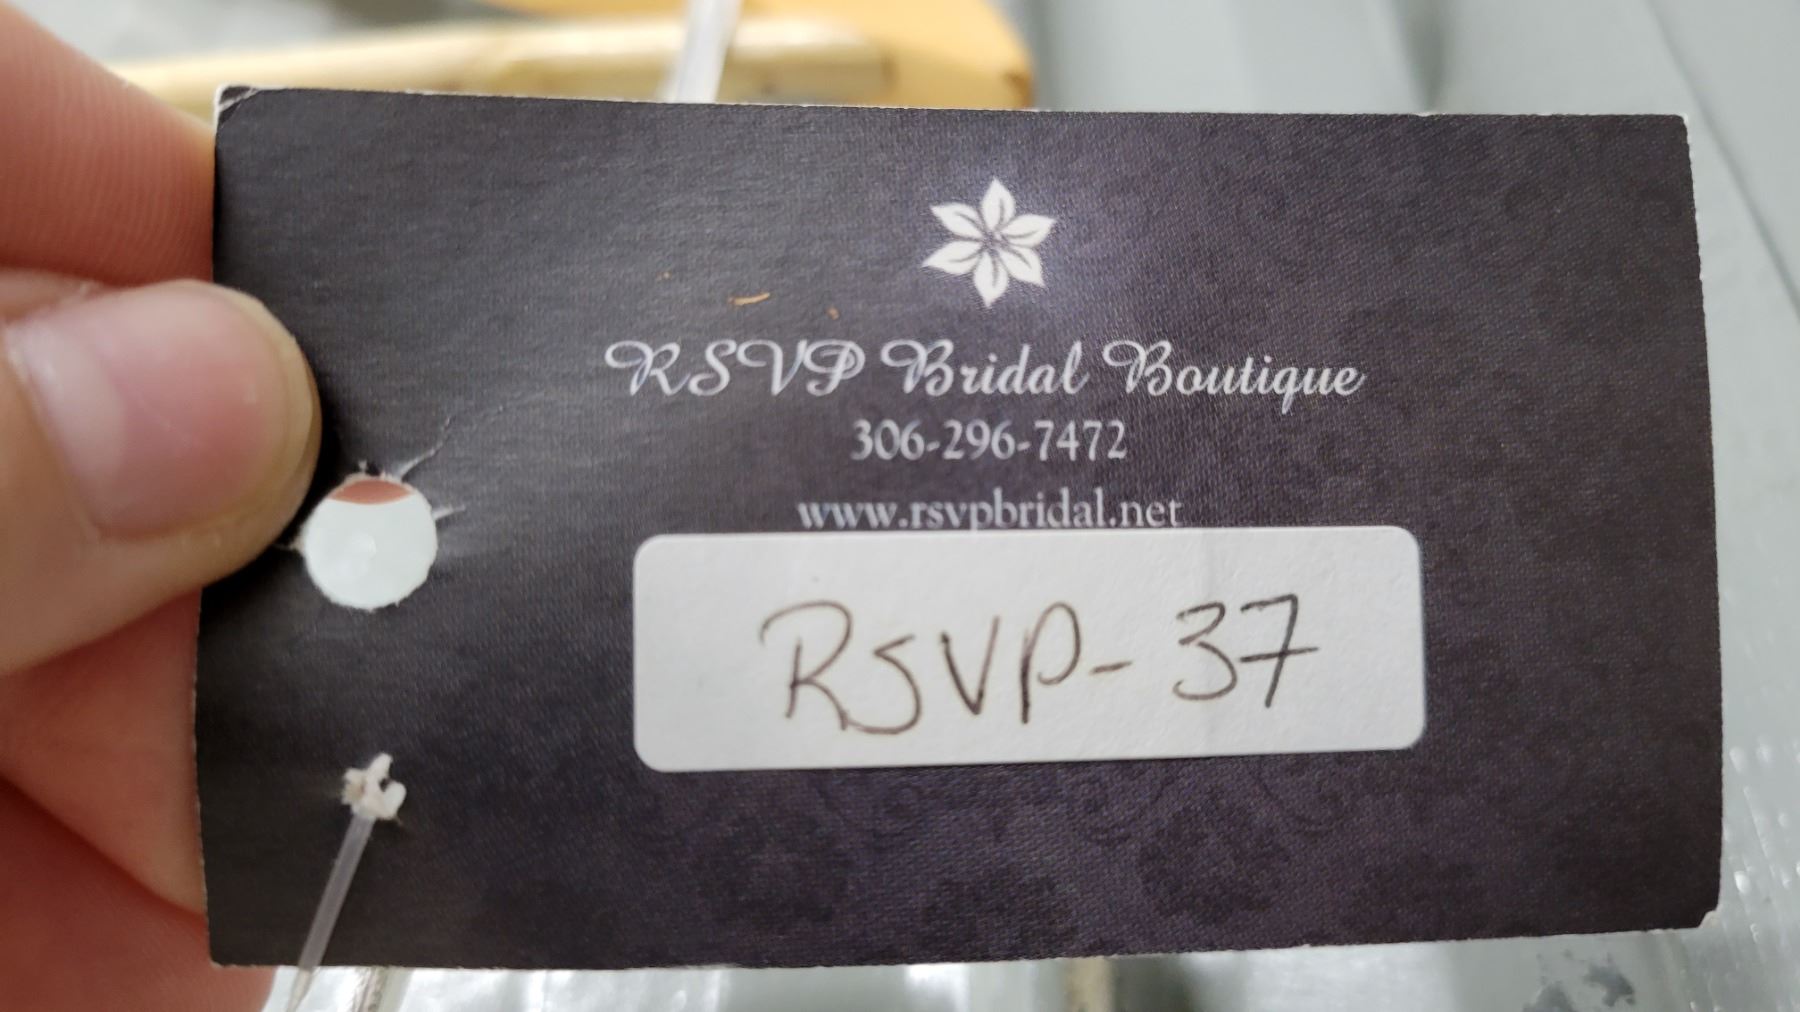 RSVP Bridal Boutique
306-296-7472
www.rsvpbridal.net
RSVP-37